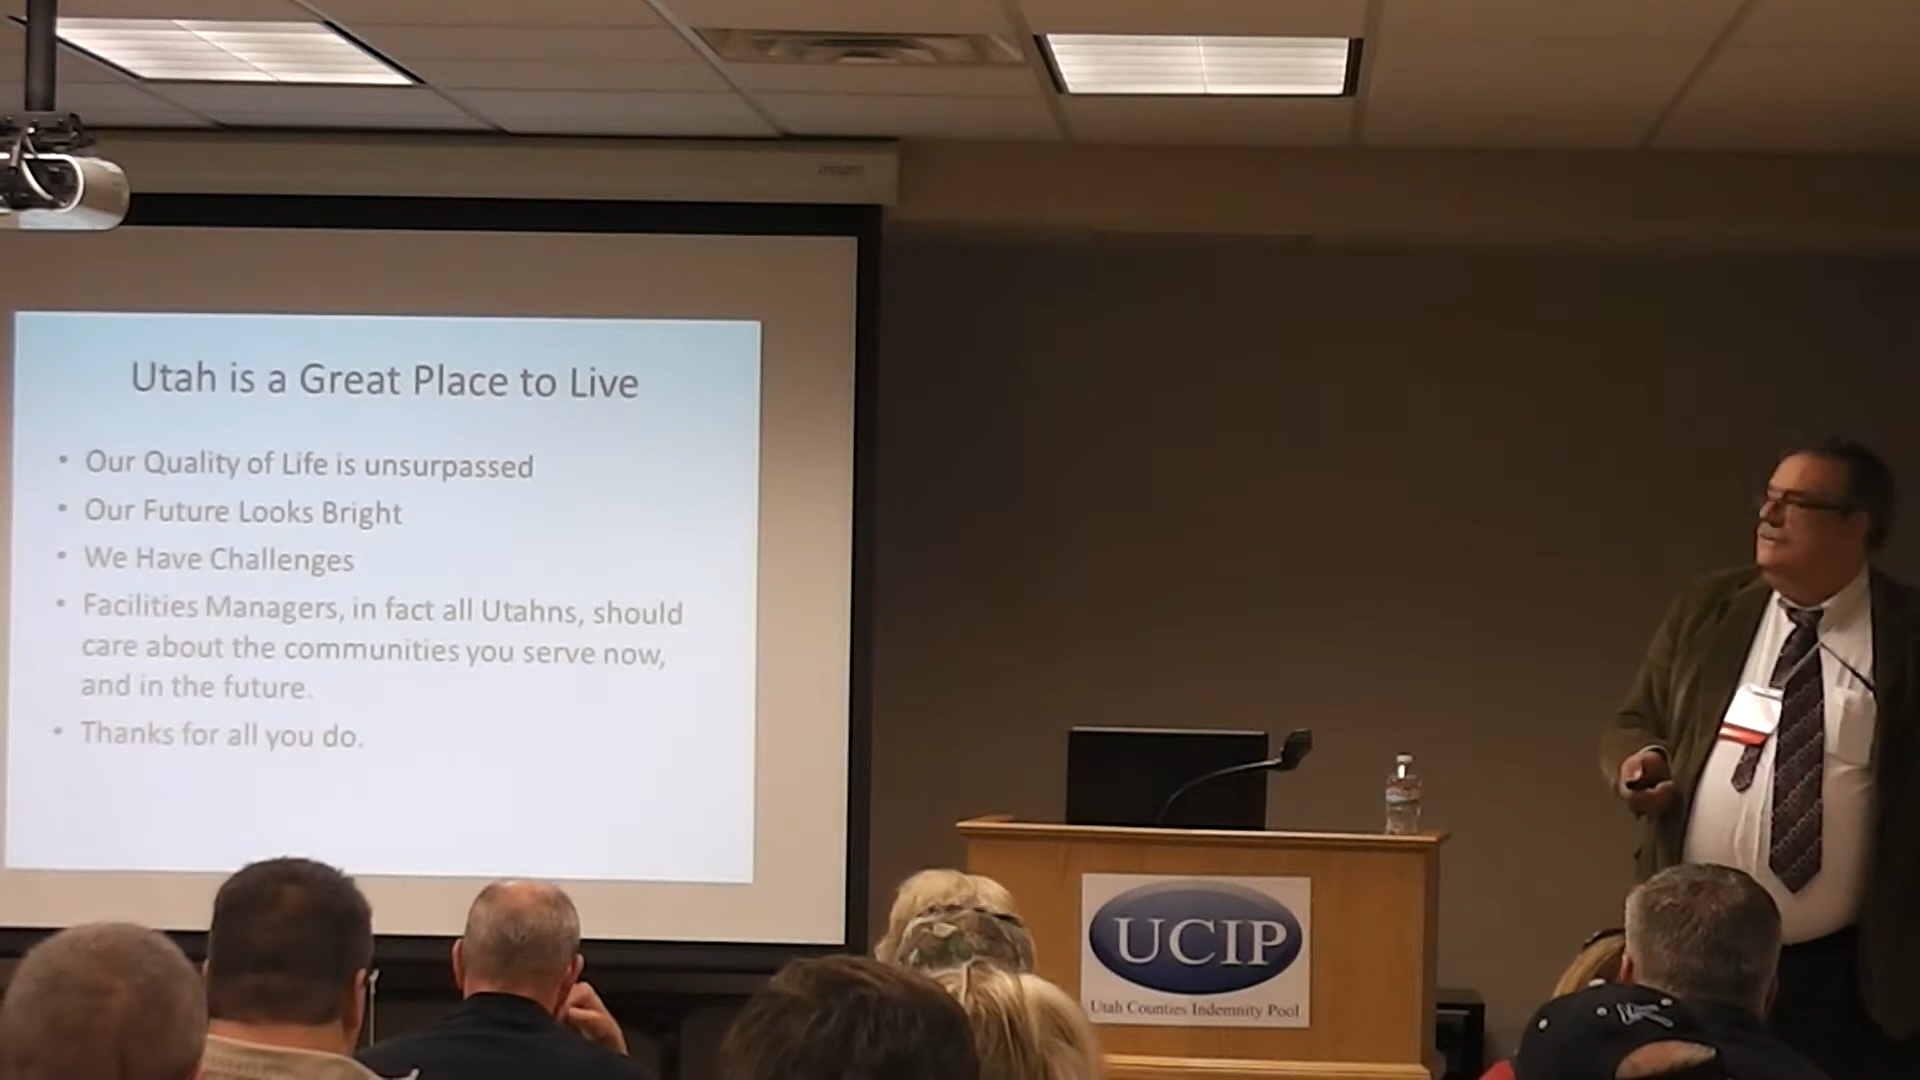 Utah is a Great Place to Live
• Our Quality of Life is unsurpassed
• Our Future Looks Bright
• We Have Challenges
• Facilities Managers, in fact all Utahns, should
care about the communities you serve now,
and in the future.
• Thanks for all you do.
UCIP
Utah Counties Indemnity Pool